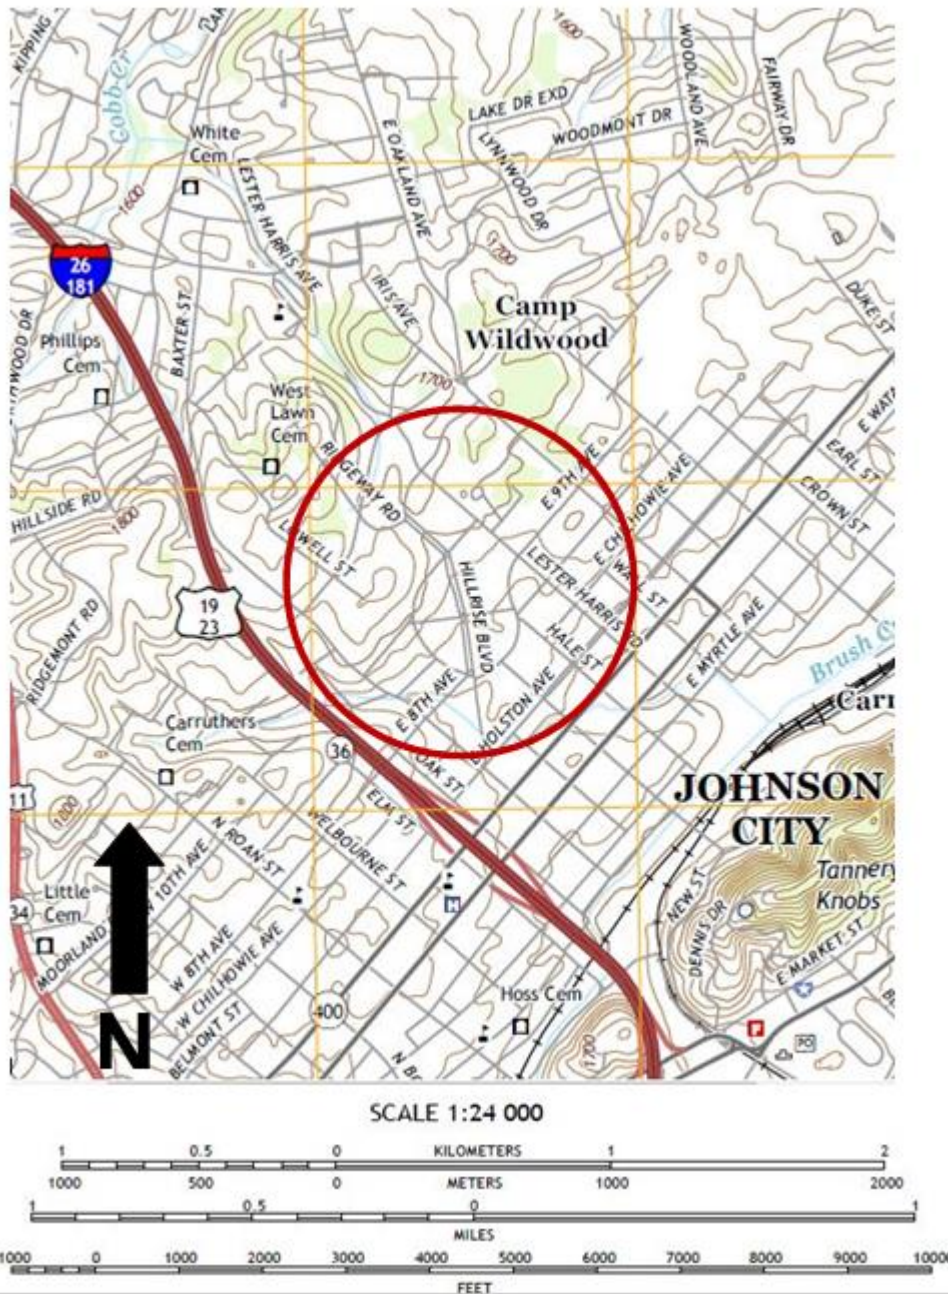 KIPPING
Cobb Cr
White
Cem
1600
1600
LESTER HARRIS AVE
E OAKLAND AVE
LAKE DR EXD
WOODMONT DR
LYNNWOOD DR
WOODLAND AVE
FAIRWAY DR
26
181
BAXTER ST
IRIS AVE
1700
Camp
Wildwood
DUKE ST
Phillips
Cem
1700
West
Lawn
Cem
RIDGEWAY RD
E 9TH AVE
E CHILHOWIE AVE
E WATA
EARL ST
CROWN ST
HILLSIDE RD
1800
LOWELL ST
HILLRISE BLVD
LESTER HARRIS RD
WALL ST
HALE ST
E MYRTLE AVE
19
23
RIDGEMONT RD
E 8TH AVE
E HOLSTON AVE
Brush Cr
Carn
Carruthers
Cem
36
OAK ST
ELM ST
WELBOURNE ST
JOHNSON
CITY
11
N ROAN ST
Tannery
Knobs
Little
Cem
34
W 10TH AVE
MOORLAND
W 8TH AVE
W CHILHOWIE AVE
BELMONT ST
H
NEW ST
DENNIS DR
E MARKET ST
400
Hoss Cem
1700
F
PO
N
SCALE 1:24 000
1 0.5 0 KILOMETERS 1 2
1000 500 0 METERS 1000 2000
1 0.5 0 1
MILES
1000 0 1000 2000 3000 4000 5000 6000 7000 8000 9000 1000
FEET